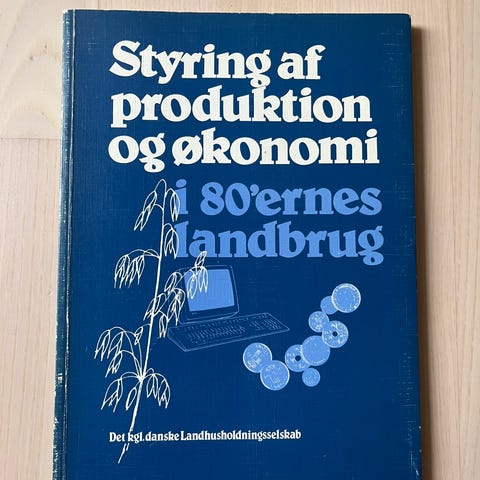 Styring af
produktion
og økonomi
i 80'ernes
landbrug
Det kgl. danske Landhusholdningsselskab